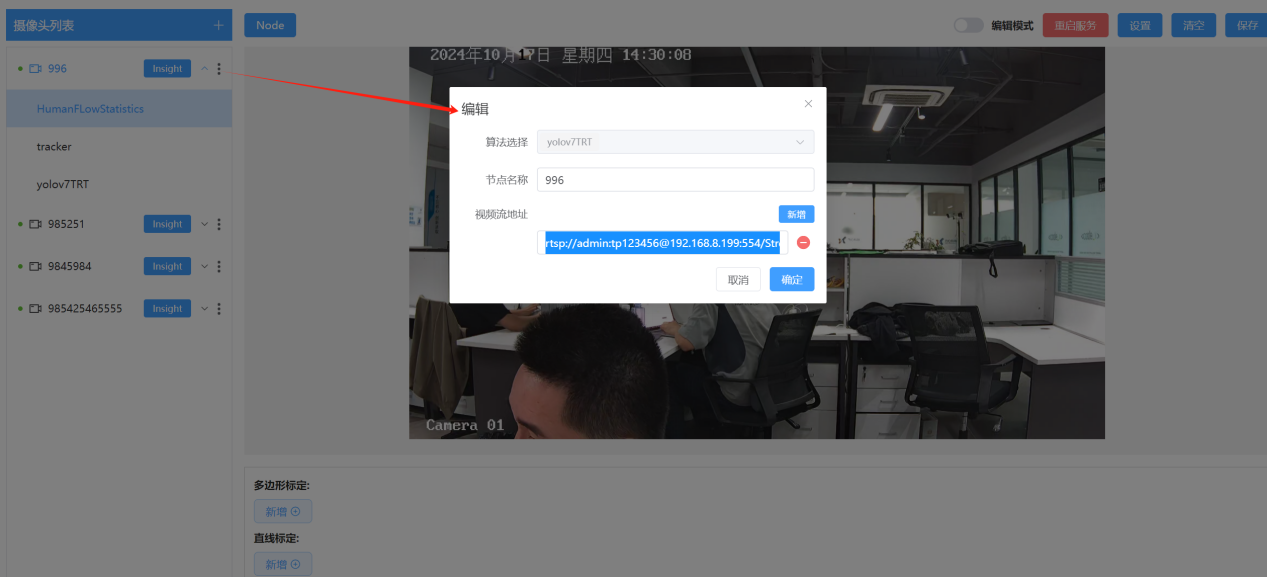 摄像头列表
Node
编辑模式
重启服务
设置
清空
保存
996
Insight
HumanFLowStatistics
tracker
yolov7TRT
985251
Insight
9845984
Insight
985425465555
Insight
2024年10月17日 星期四 14:30:08
编辑
算法选择
yolov7TRT
节点名称
996
视频流地址
新增
rtsp://admin:tp123456@192.168.8.199:554/Stre
取消
确定
Camera 01
多边形标定:
新增
直线标定:
新增